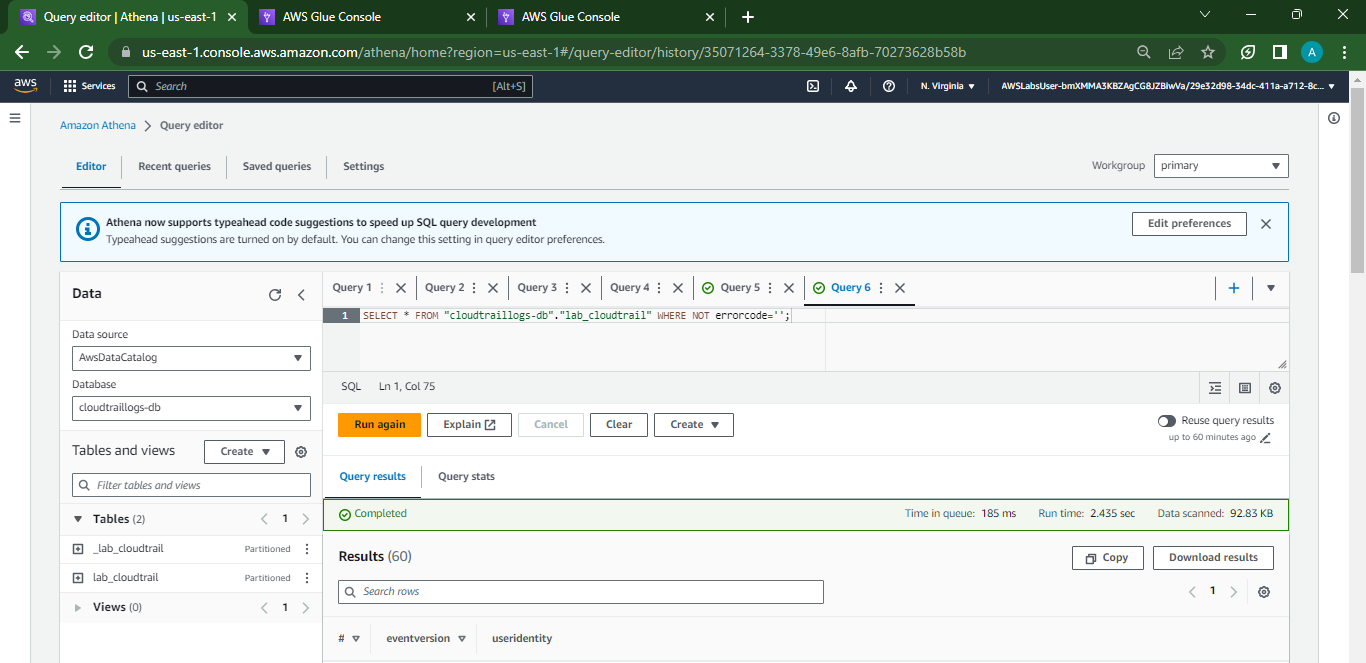 Query editor | Athena | us-east-1
AWS Glue Console
AWS Glue Console
us-east-1.console.aws.amazon.com/athena/home?region=us-east-1#/query-editor/history/35071264-3378-49e6-8afb-70273628b58b
A
aws
Services
Search
[Alt+S]
N. Virginia
Amazon Athena
Query editor
Editor
Recent queries
Saved queries
Settings
Workgroup
primary
Athena now supports typeahead code suggestions to speed up SQL query development
Typeahead suggestions are turned on by default. You can change this setting in query editor preferences.
Edit preferences
Data
Data source
AwsDataCatalog
Database
cloudtraillogs-db
Tables and views
Create
Filter tables and views
Tables (2)
1
_lab_cloudtrail
Partitioned
lab_cloudtrail
Partitioned
Views (0)
1
Query 1
Query 2
Query 3
Query 4
Query 5
Query 6
1
SELECT * FROM "cloudtraillogs-db"."lab_cloudtrail" WHERE NOT errorcode='';
SQL
Ln 1, Col 75
Run again
Explain
Cancel
Clear
Create
Reuse query results
up to 60 minutes ago
Query results
Query stats
Completed
Time in queue: 185 ms
Run time: 2.435 sec
Data scanned: 92.83 KB
Results (60)
Copy
Download results
Search rows
1
#
eventversion
useridentity